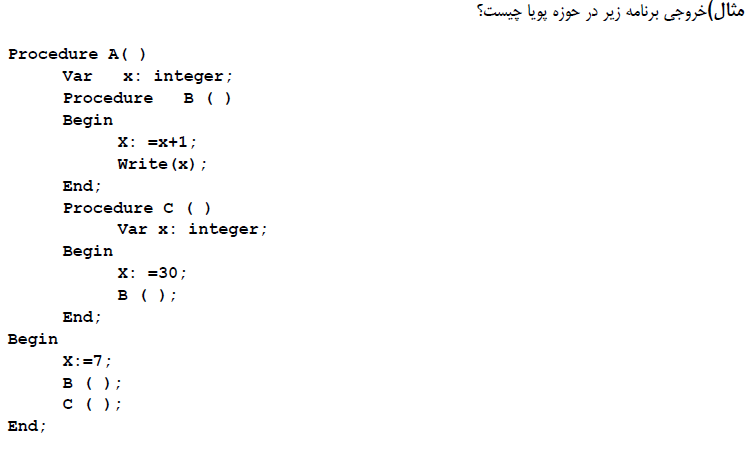 مثال)خروجی برنامه زیر در حوزه پویا چیست؟
Procedure A( )
Var x: integer;
Procedure B ( )
Begin
X: =x+1;
Write(x);
End;
Procedure C ( )
Var x: integer;
Begin
X: =30;
B ( );
End;
Begin
X:=7;
B ( );
C ( );
End;